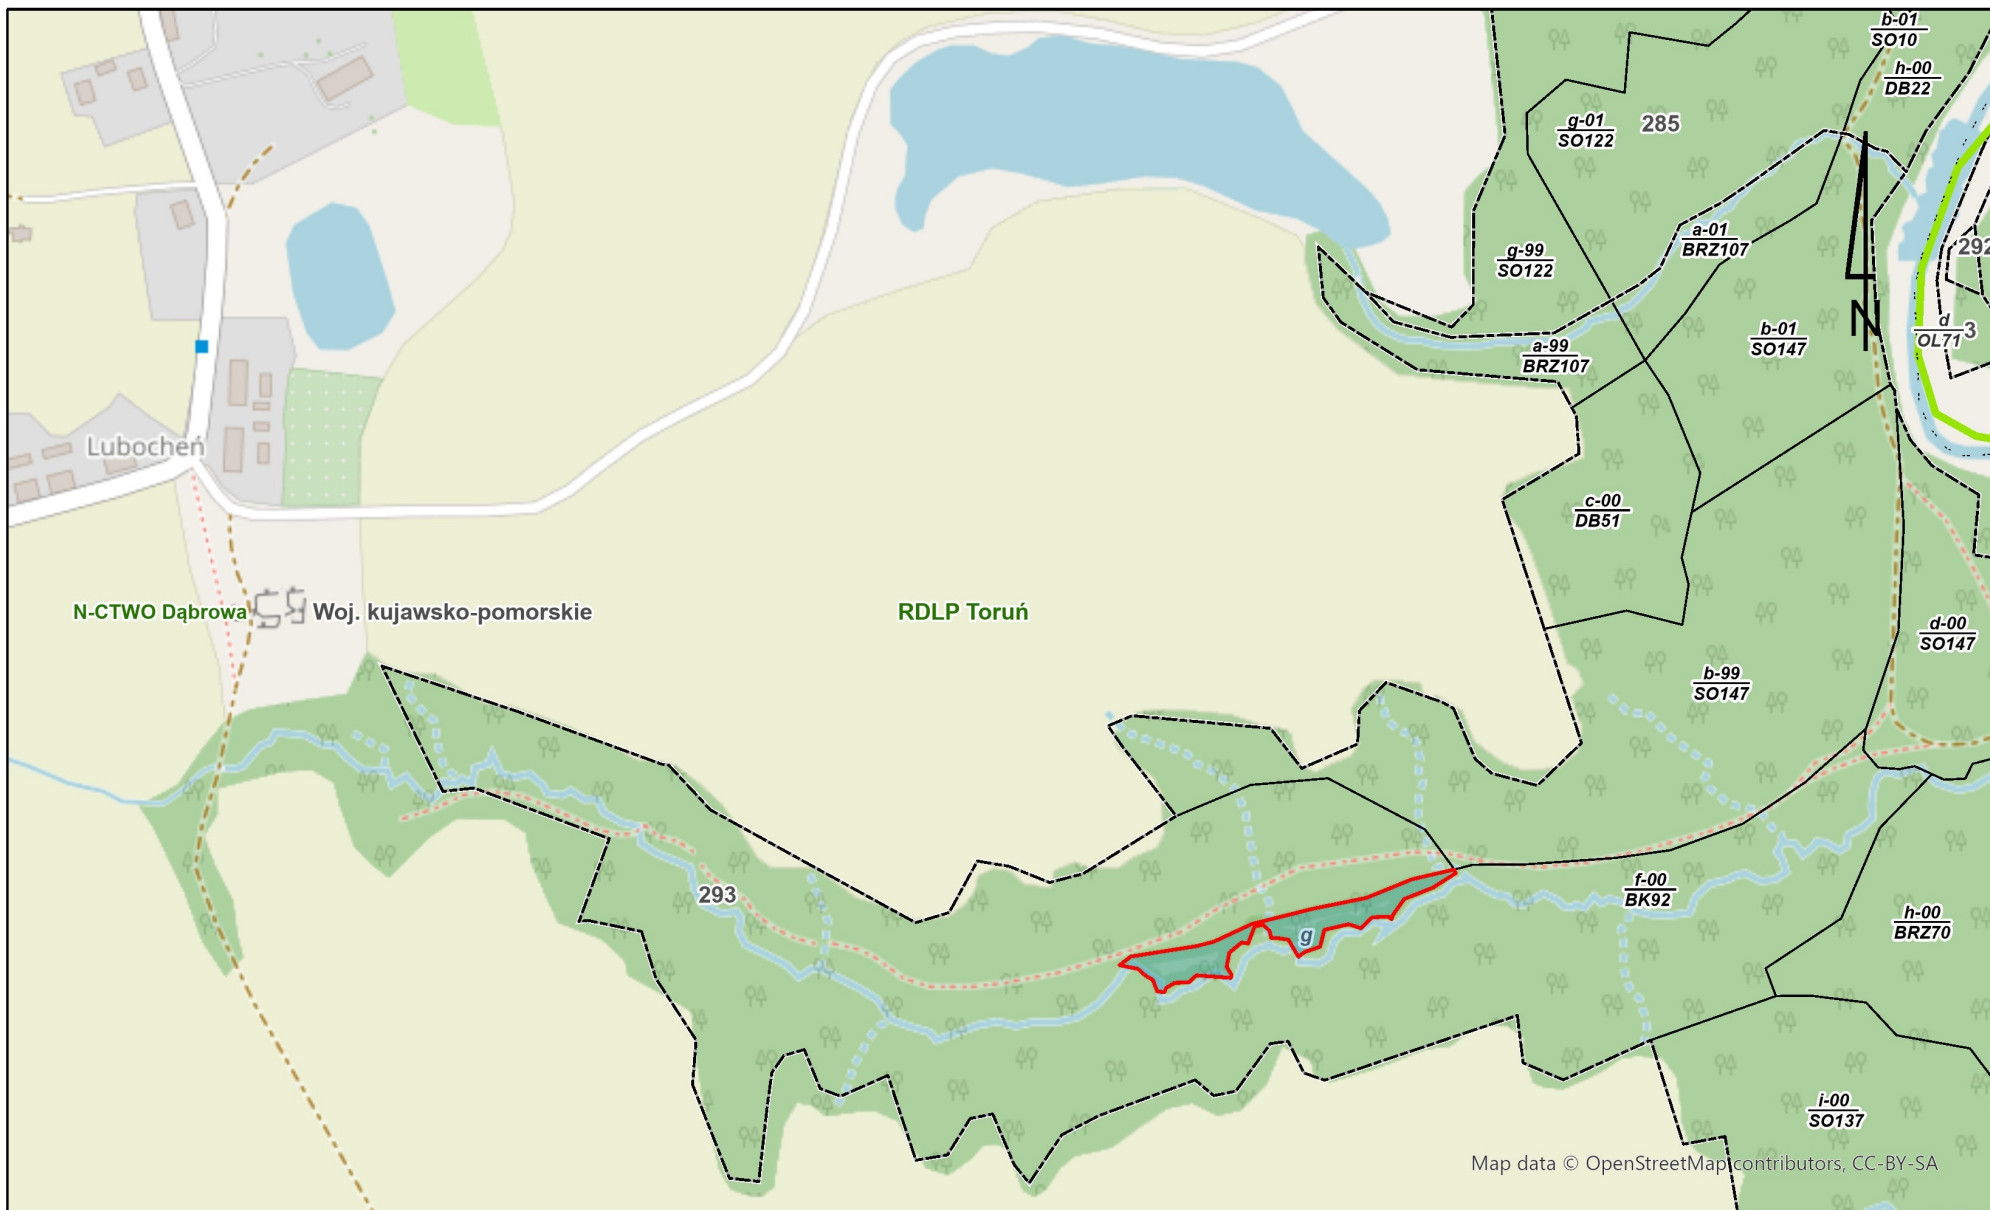 b-01
SO10
h-00
DB22
g-01
SO122
285
a-01
BRZ107
g-99
SO122
292
b-01
SO147
N
d
OL71
3
a-99
BRZ107
Lubocheń
c-00
DB51
N-CTWO Dąbrowa
Woj. kujawsko-pomorskie
RDLP Toruń
d-00
SO147
b-99
SO147
293
f-00
BK92
h-00
BRZ70
g
i-00
SO137
Map data © OpenStreetMap contributors, CC-BY-SA